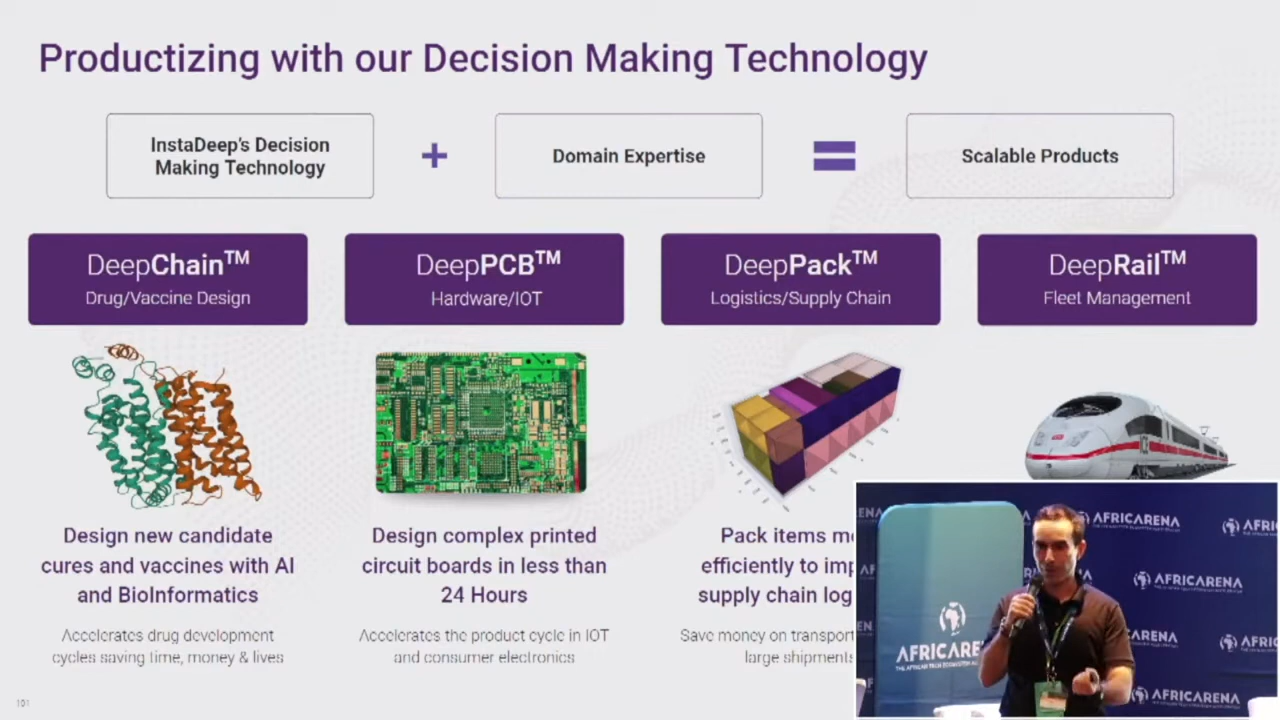 Productizing with our Decision Making Technology
InstaDeep's Decision
Making Technology
+
Domain Expertise
=
Scalable Products
DeepChain™
Drug/Vaccine Design
DeepPCB™
Hardware/IOT
DeepPack™
Logistics/Supply Chain
DeepRail™
Fleet Management
Design new candidate
cures and vaccines with AI
and BioInformatics
Accelerates drug development
cycles saving time, money & lives
Design complex printed
circuit boards in less than
24 Hours
Accelerates the product cycle in IOT
and consumer electronics
Pack items
efficiently to
supply chain
Save money on
large shipments
AFRICARENA
AFRICARENA
AFRICARENA
AFRICARENA
101